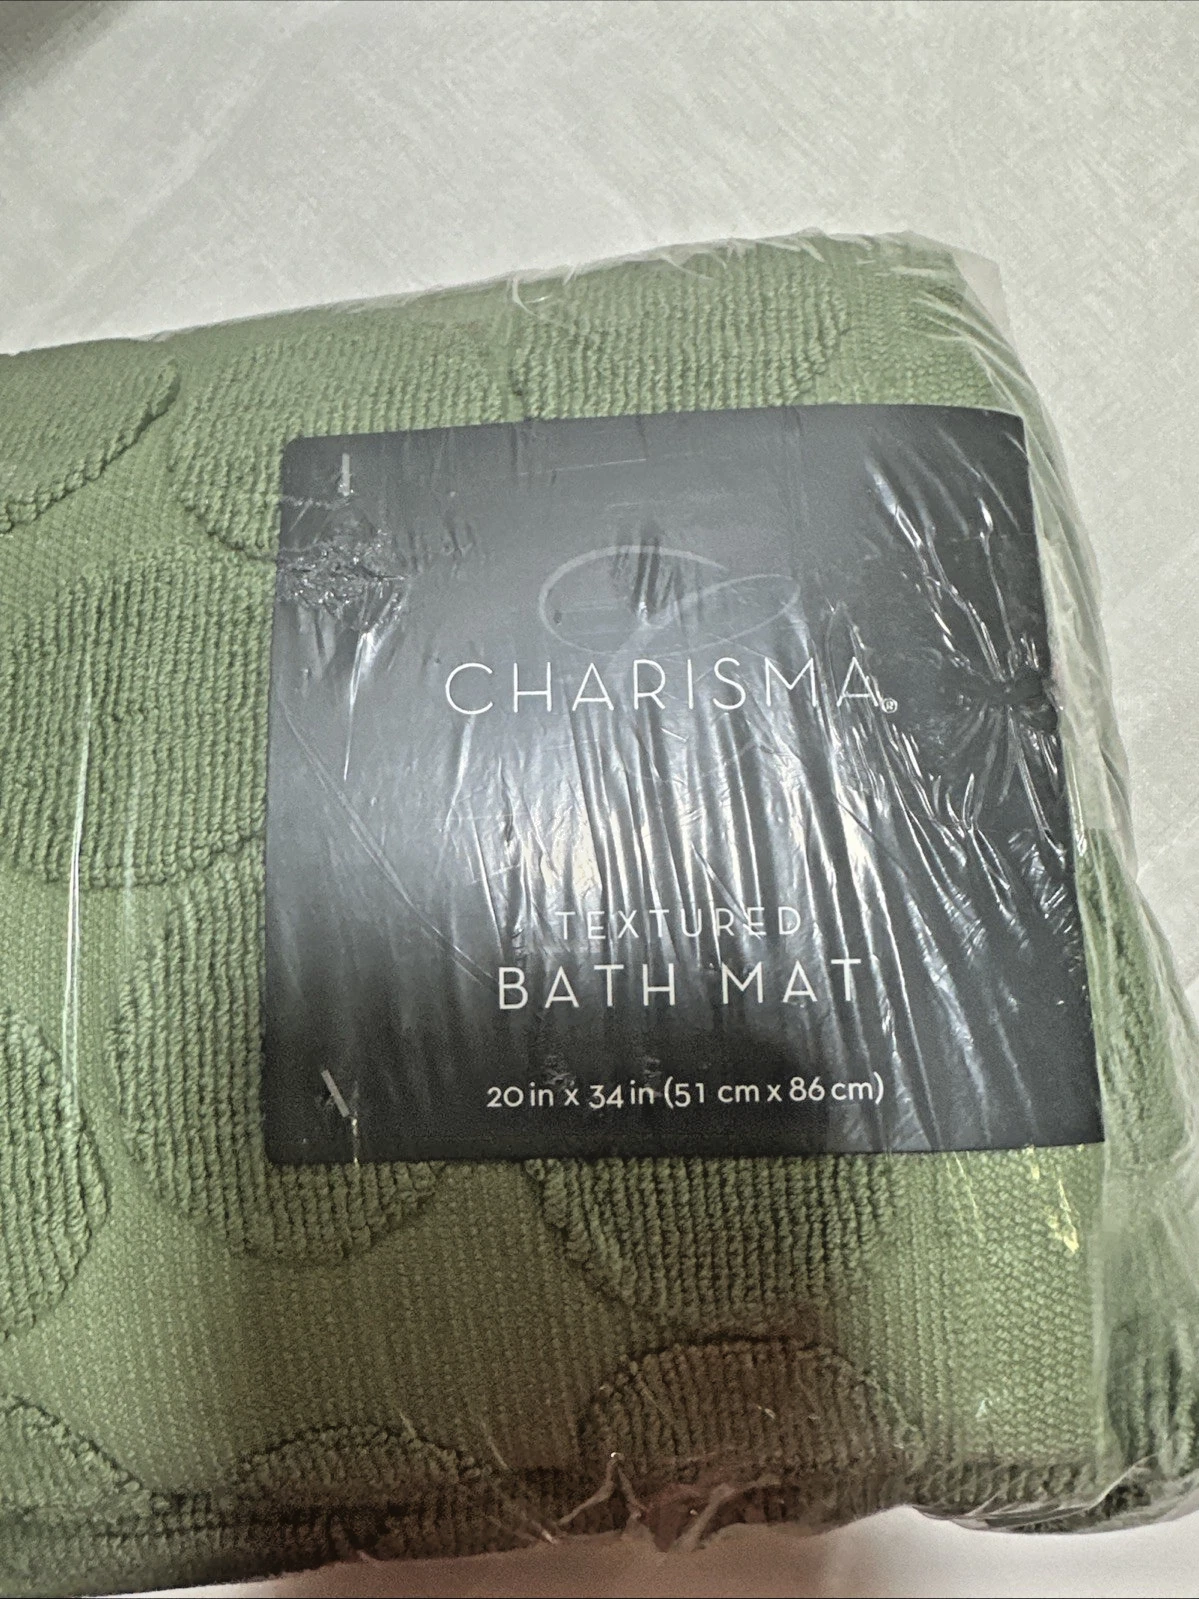 CHARISMA®
TEXTURED
BATH MAT
20 in x 34 in (51 cm x 86 cm)